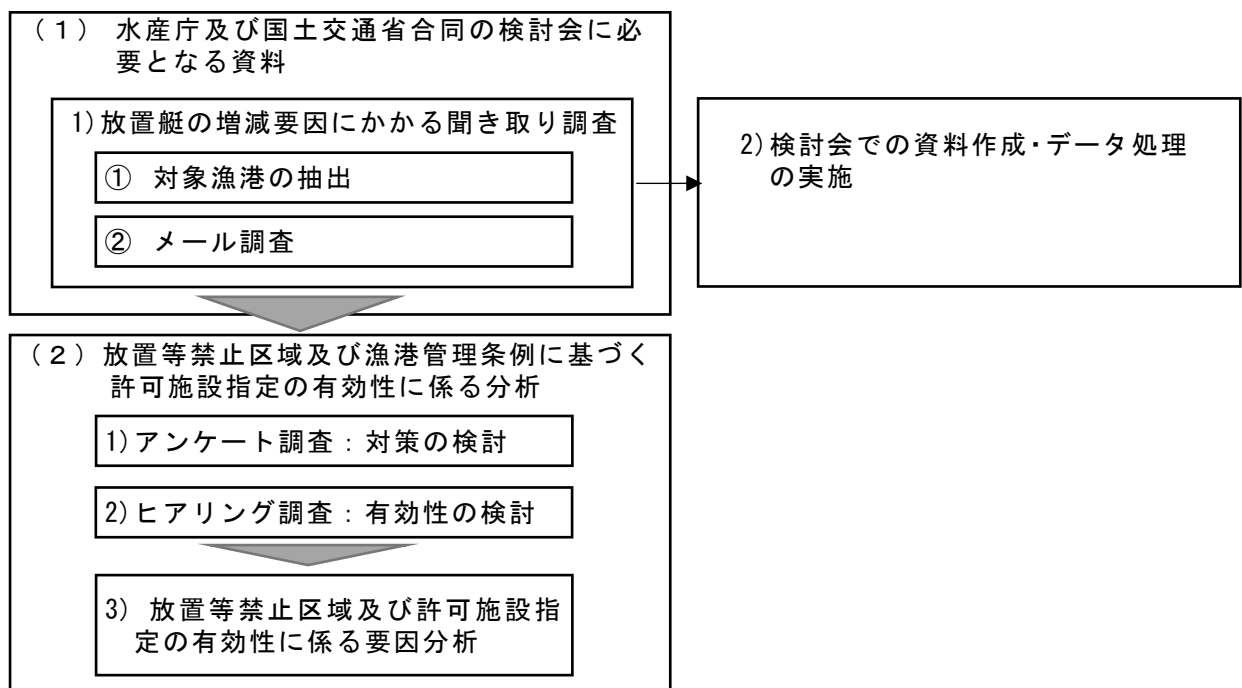 (１) 水産庁及び国土交通省合同の検討会に必
要となる資料
1)放置艇の増減要因にかかる聞き取り調査
① 対象漁港の抽出
② メール調査
2)検討会での資料作成・データ処理
の実施
(２)放置等禁止区域及び漁港管理条例に基づく
許可施設指定の有効性に係る分析
1)アンケート調査：対策の検討
2)ヒアリング調査：有効性の検討
3) 放置等禁止区域及び許可施設指
定の有効性に係る要因分析